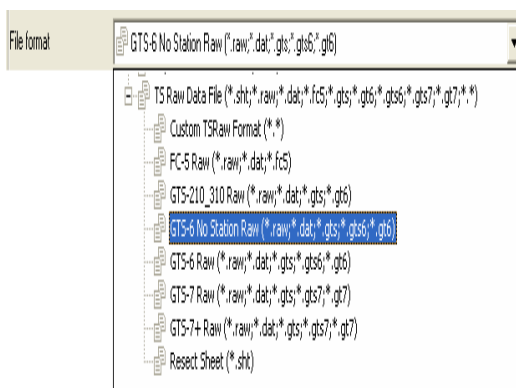 File format
GTS-6 No Station Raw (*.raw;*.dat;*.gts;*.gts6;*.gt6)
TS Raw Data File (*.sht;*.raw;*.dat;*.fc5;*.gts;*.gt6;*.gts6;*.gts7;*.gt7;*.*)
Custom TSRaw Format (*.*)
FC-5 Raw (*.raw;*.dat;*.fc5)
GTS-210_310 Raw (*.raw;*.dat;*.gts;*.gt6)
GTS-6 No Station Raw (*.raw;*.dat;*.gts;*.gts6;*.gt6)
GTS-6 Raw (*.raw;*.dat;*.gts;*.gts6;*.gt6)
GTS-7 Raw (*.raw;*.dat;*.gts;*.gts7;*.gt7)
GTS-7+ Raw (*.raw;*.dat;*.gts;*.gts7;*.gt7)
Resect Sheet (*.sht)